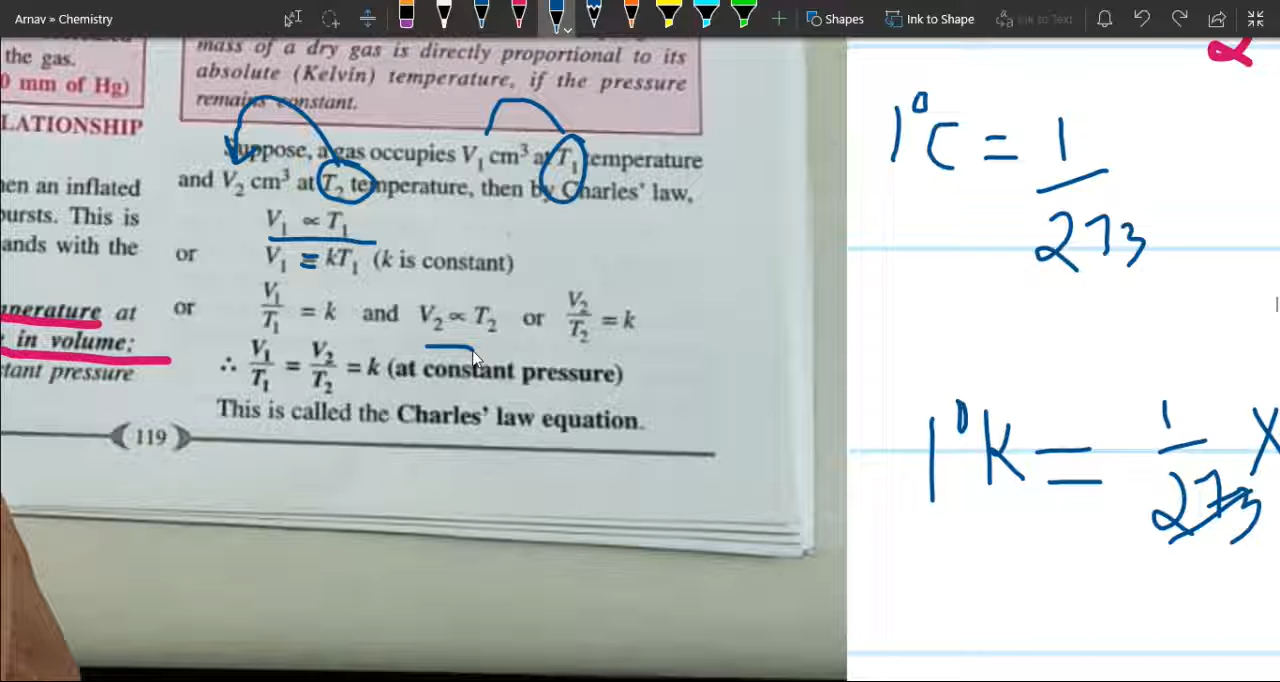 Arnav » Chemistry
Shapes
Ink to Shape
Ink to Text
the gas.
0 mm of Hg)
LATIONSHIP
en an inflated
ursts. This is
ands with the
perature at
in volume;
tant pressure
mass of a dry gas is directly proportional to its
absolute (Kelvin) temperature, if the pressure
remains constant.
Suppose, a gas occupies V₁ cm³ at T₁ temperature
and V₂ cm³ at T₂ temperature, then by Charles' law,
V₁ ∝ T₁
or V₁ = kT₁ (k is constant)
or V₁/T₁ = k and V₂ ∝ T₂ or V₂/T₂ = k
∴ V₁/T₁ = V₂/T₂ = k (at constant pressure)
This is called the Charles' law equation.
119
1°C = 1/273
1°K = 1/273 X